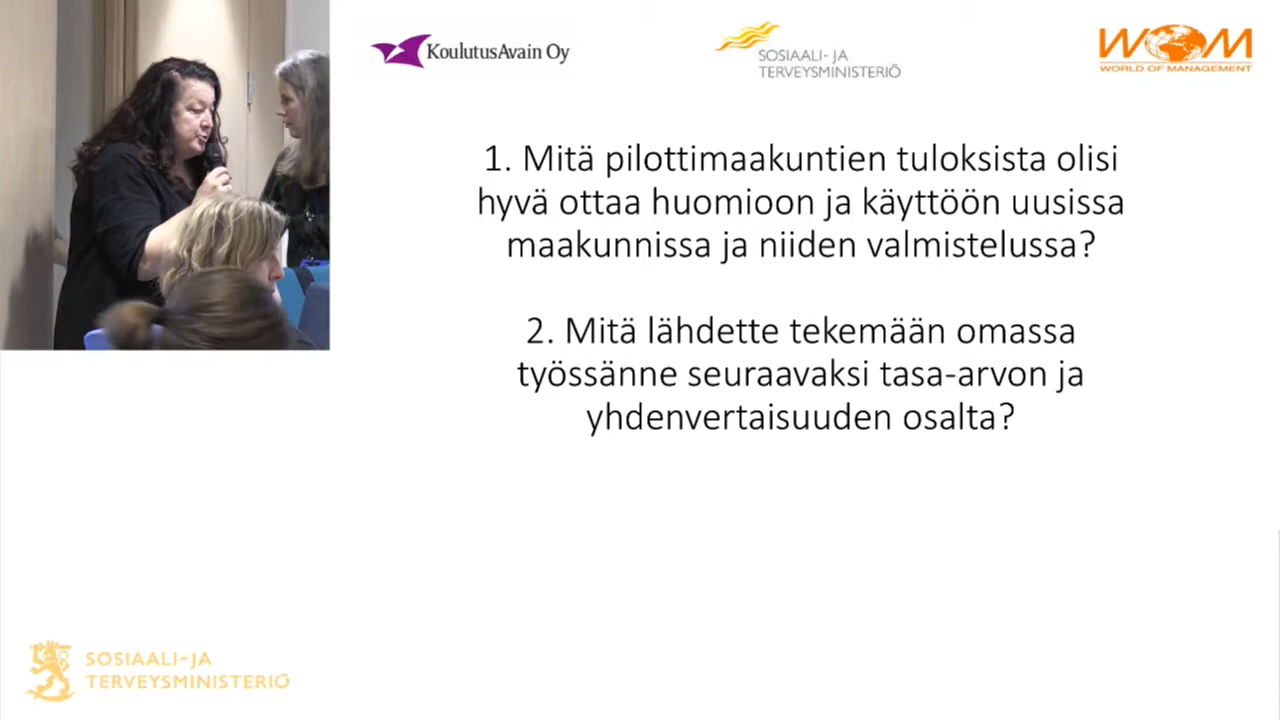 KoulutusAvain Oy
SOSIAALI- JA
TERVEYSMINISTERIÖ
WOM
WORLD OF MANAGEMENT
1. Mitä pilottimaakuntien tuloksista olisi
hyvä ottaa huomioon ja käyttöön uusissa
maakunnissa ja niiden valmistelussa?
2. Mitä lähdette tekemään omassa
työssänne seuraavaksi tasa-arvon ja
yhdenvertaisuuden osalta?
SOSIAALI-JA
TERVEYSMINISTERIÖ